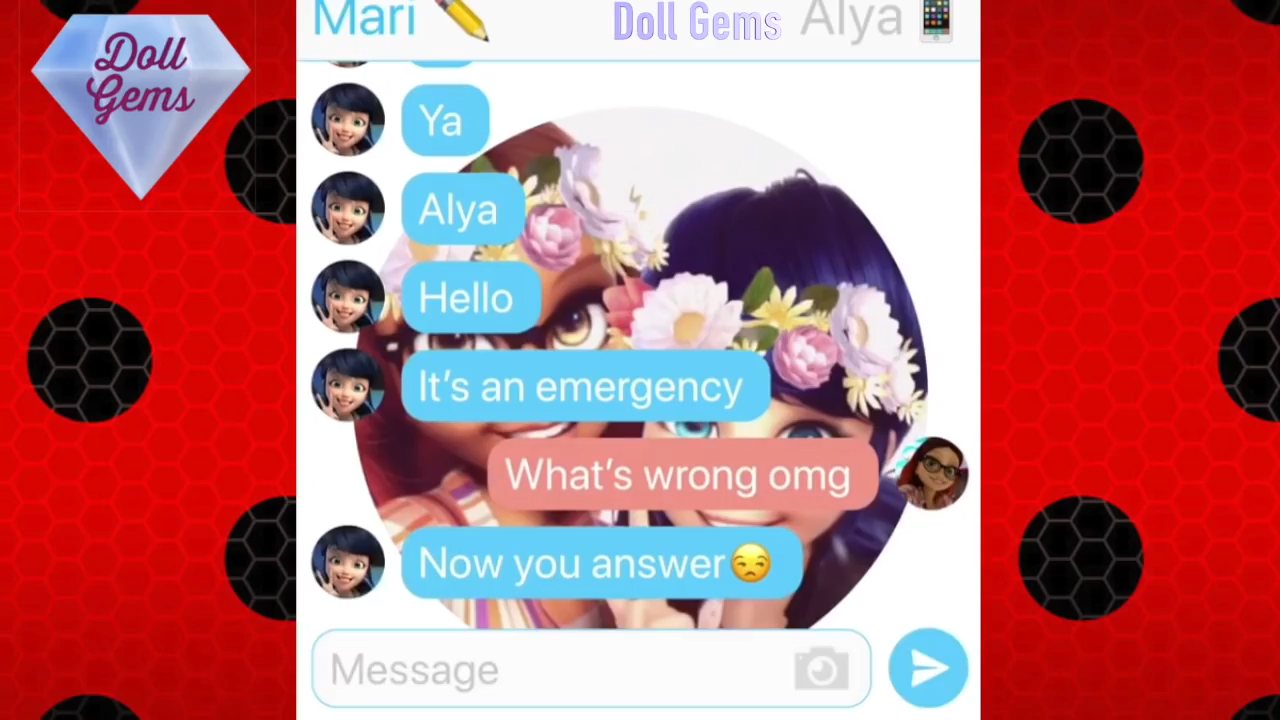 Doll
Gems
Mari ✏️
Doll Gems
Alya 📱
Ya
Alya
Hello
It's an emergency
What's wrong omg
Now you answer😒
Message